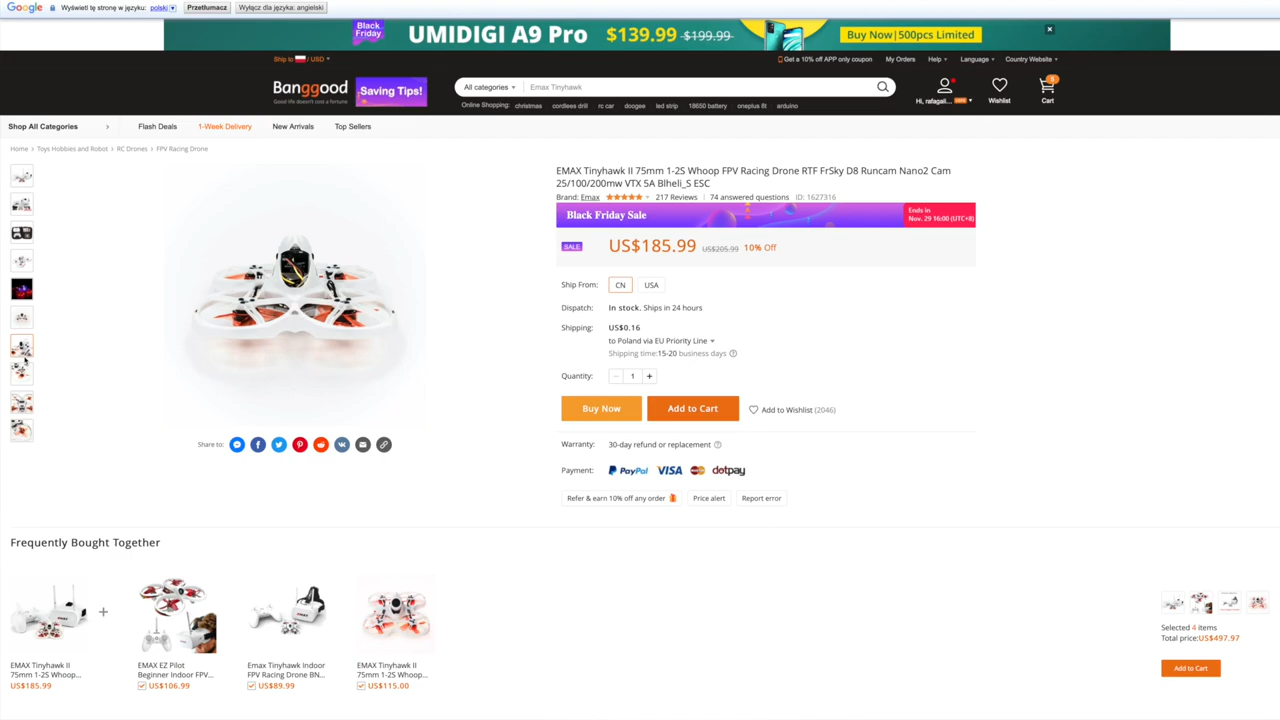 Google Wyświetl tę stronę w języku: polski Przetłumacz Wyłącz dla języka: angielski
Black Friday UMIDIGI A9 Pro $139.99 $199.99 Buy Now|500pcs Limited
Ship to / USD Get a 10% off APP only coupon My Orders Help Language Country Website
Banggood Saving Tips! All categories Emax Tinyhawk Wishlist 5 Cart
Good life doesn't cost a fortune
Online Shopping: christmas cordlees drill rc car doogee led strip 18650 battery oneplus 8t arduino
Hi, rafagali...
Shop All Categories Flash Deals 1-Week Delivery New Arrivals Top Sellers
Home > Toys Hobbies and Robot > RC Drones > FPV Racing Drone
EMAX Tinyhawk II 75mm 1-2S Whoop FPV Racing Drone RTF FrSky D8 Runcam Nano2 Cam
25/100/200mw VTX 5A Blheli_S ESC
Brand: Emax 217 Reviews 74 answered questions ID: 1627316
Black Friday Sale Ends in
Nov. 29 16:00 (UTC+8)
SALE US$185.99 US$205.99 10% Off
Ship From: CN USA
Dispatch: In stock. Ships in 24 hours
Shipping: US$0.16
to Poland via EU Priority Line
Shipping time:15-20 business days
Quantity: 1 +
Buy Now Add to Cart Add to Wishlist (2046)
Share to:
Warranty: 30-day refund or replacement
Payment: PayPal VISA dotpay
Refer & earn 10% off any order Price alert Report error
Frequently Bought Together
Selected 4 items
Total price:US$497.97
Add to Cart
EMAX Tinyhawk II
75mm 1-2S Whoop...
US$185.99
EMAX EZ Pilot
Beginner Indoor FPV...
US$106.99
Emax Tinyhawk Indoor
FPV Racing Drone BN...
US$89.99
EMAX Tinyhawk II
75mm 1-2S Whoop...
US$115.00